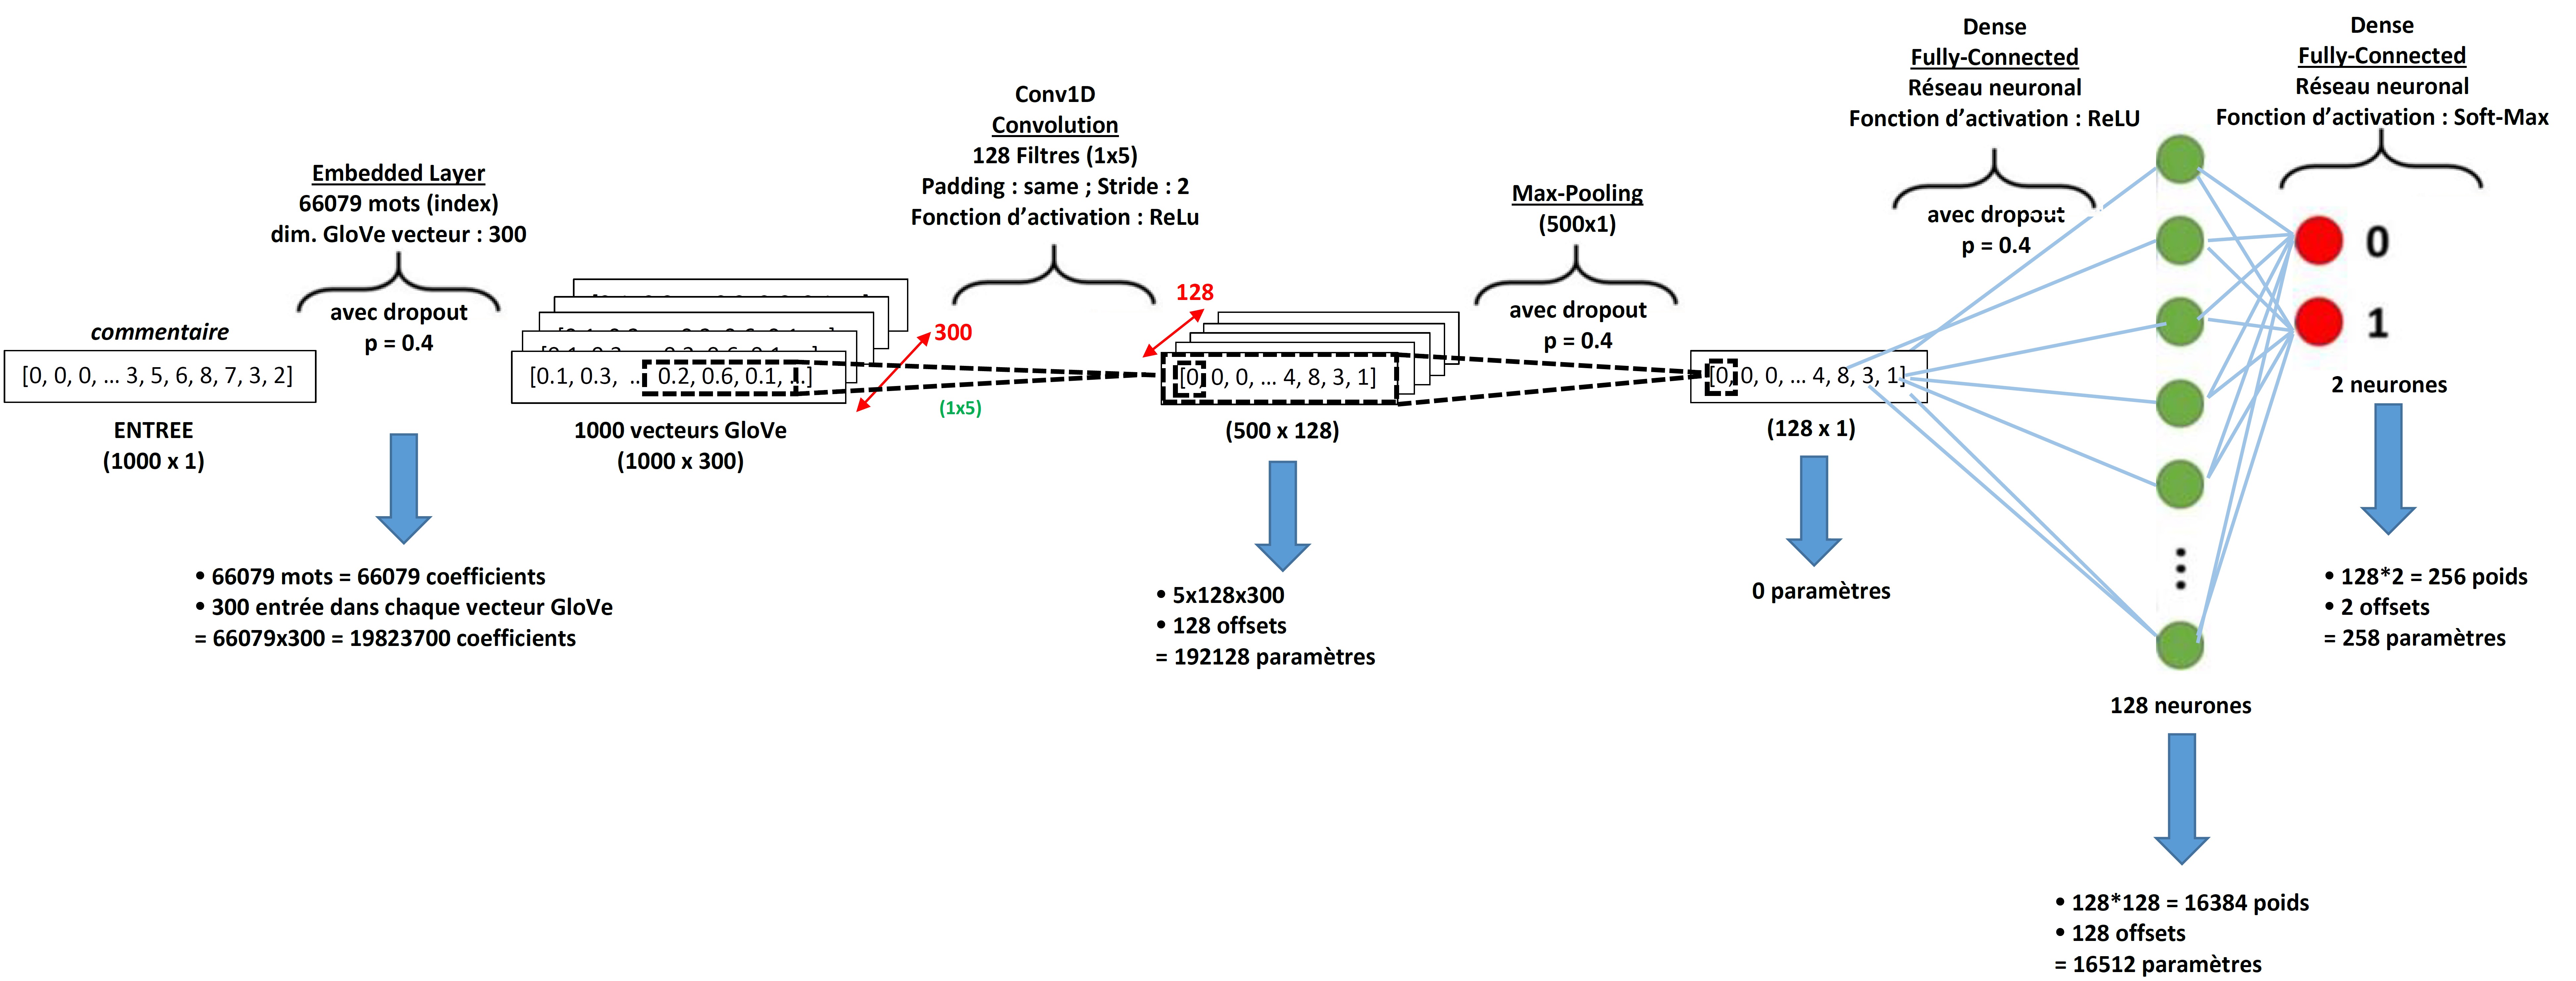 commentaire
[0, 0, 0, ... 3, 5, 6, 8, 7, 3, 2]
ENTREE
(1000 x 1)
Embedded Layer
66079 mots (index)
dim. GloVe vecteur : 300
avec dropout
p = 0.4
• 66079 mots = 66079 coefficients
• 300 entrée dans chaque vecteur GloVe
= 66079x300 = 19823700 coefficients
[0.1, 0.3, .. 0.2, 0.6, 0.1, ...]
300
1000 vecteurs GloVe
(1000 x 300)
Conv1D
Convolution
128 Filtres (1x5)
Padding : same ; Stride : 2
Fonction d’activation : ReLu
(1x5)
128
[0, 0, 0, ... 4, 8, 3, 1]
(500 x 128)
• 5x128x300
• 128 offsets
= 192128 paramètres
Max-Pooling
(500x1)
avec dropout
p = 0.4
[0, 0, 0, ... 4, 8, 3, 1]
(128 x 1)
0 paramètres
Dense
Fully-Connected
Réseau neuronal
Fonction d’activation : ReLU
avec dropout
p = 0.4
128 neurones
• 128*128 = 16384 poids
• 128 offsets
= 16512 paramètres
Dense
Fully-Connected
Réseau neuronal
Fonction d’activation : Soft-Max
0
1
2 neurones
• 128*2 = 256 poids
• 2 offsets
= 258 paramètres